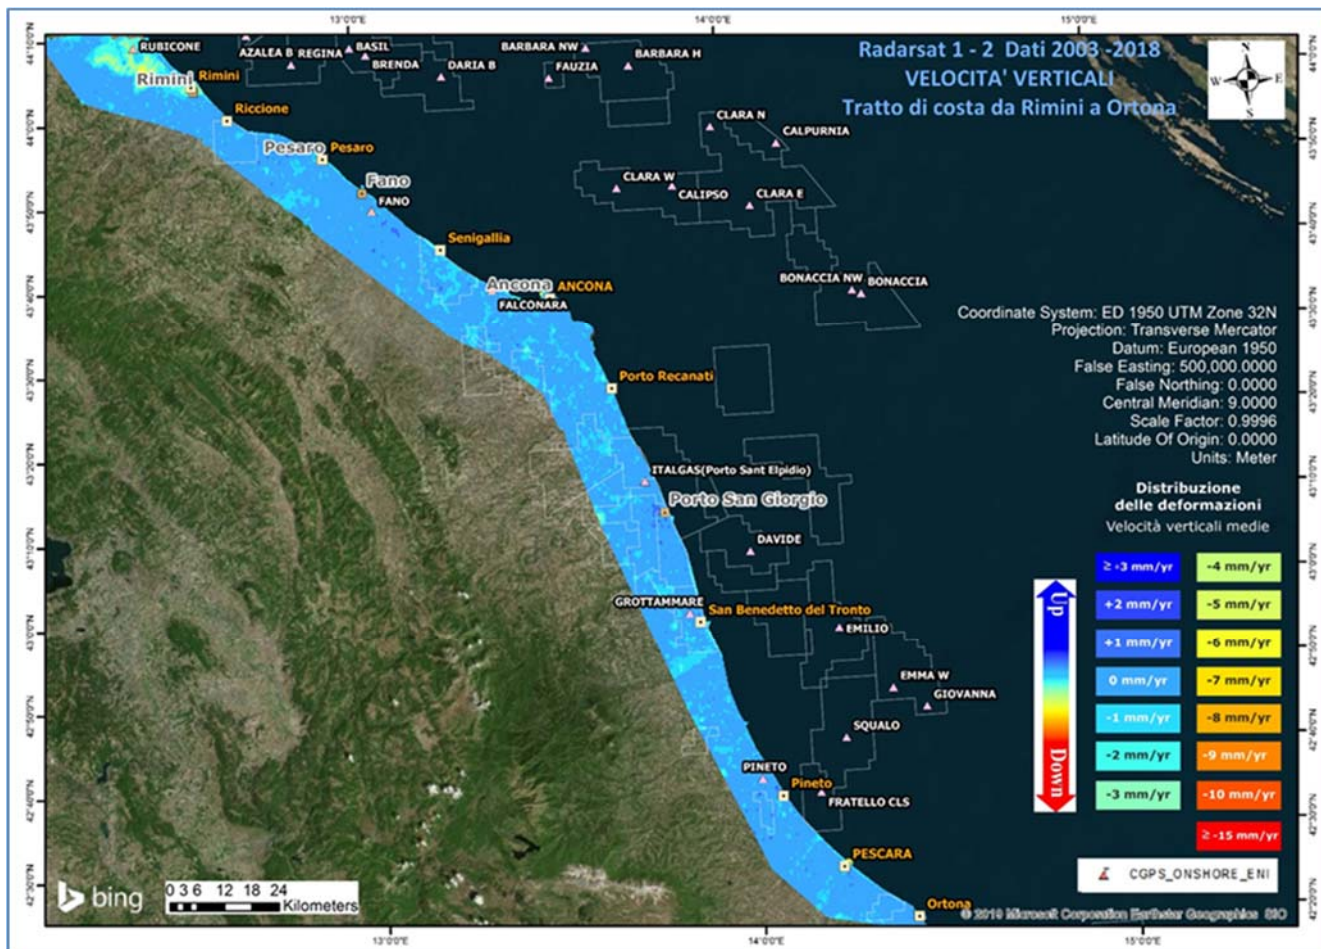 13°0'0"E
14°0'0"E
15°0'0"E
Radarsat 1 - 2 Dati 2003 -2018
VELOCITA' VERTICALI
Tratto di costa da Rimini a Ortona
N
W E
S
RUBICONE
AZALEA B
REGINA
BASIL
BRENDA
DARIA B
BARBARA NW
FAUZIA
BARBARA H
Rimini
Rimini
Riccione
CLARA N
CALPURNIA
Pesaro
Pesaro
Fano
FANO
CLARA W
CALIPSO
CLARA E
Senigallia
Ancona
ANCONA
FALCONARA
BONACCIA NW
BONACCIA
Coordinate System: ED 1950 UTM Zone 32N
Projection: Transverse Mercator
Datum: European 1950
False Easting: 500,000.0000
False Northing: 0.0000
Central Meridian: 9.0000
Scale Factor: 0.9996
Latitude Of Origin: 0.0000
Units: Meter
Porto Recanati
ITALGAS(Porto Sant Elpidio)
Porto San Giorgio
DAVIDE
GROTTAMMARE
San Benedetto del Tronto
EMILIO
EMMA W
GIOVANNA
SQUALO
PINETO
Pineto
FRATELLO CLS
PESCARA
Ortona
Distribuzione
delle deformazioni
Velocità verticali medie
Up
Down
≥ -3 mm/yr
-4 mm/yr
+2 mm/yr
-5 mm/yr
+1 mm/yr
-6 mm/yr
0 mm/yr
-7 mm/yr
-1 mm/yr
-8 mm/yr
-2 mm/yr
-9 mm/yr
-3 mm/yr
-10 mm/yr
≥ -15 mm/yr
CGPS_ONSHORE_ENI
bing
0 3 6 12 18 24
Kilometers
© 2019 Microsoft Corporation Earthstar Geographics SIO
13°0'0"E
14°0'0"E
15°0'0"E